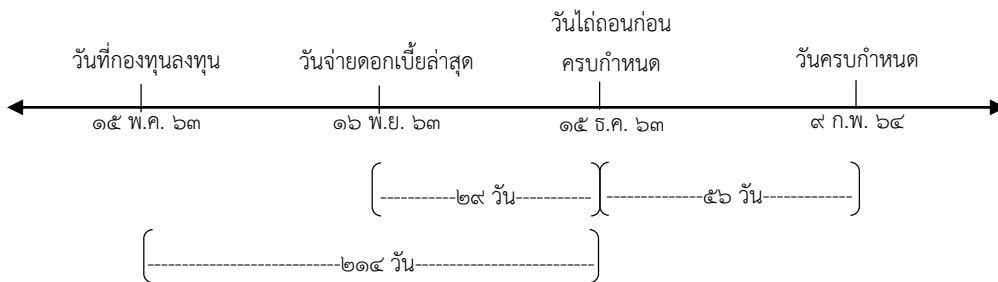 วันที่กองทุนลงทุน
วันจ่ายดอกเบี้ยล่าสุด
วันไถ่ถอนก่อน
ครบกำหนด
วันครบกำหนด
๑๕ พ.ค. ๖๓
๑๖ พ.ย. ๖๓
๑๕ ธ.ค. ๖๓
๙ ก.พ. ๖๔
๒๙ วัน
๕๖ วัน
๒๑๔ วัน